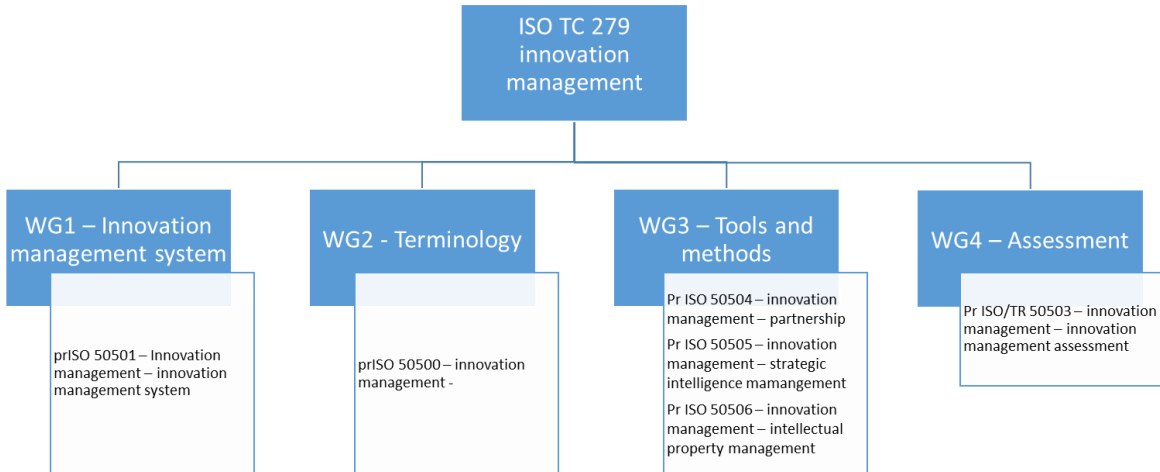 ISO TC 279
innovation
management
WG1 – Innovation
management system
WG2 - Terminology
WG3 – Tools and
methods
WG4 – Assessment
prISO 50501 – Innovation
management – innovation
management system
prISO 50500 – innovation
management -
Pr ISO 50504 – innovation
management – partnership
Pr ISO 50505 – innovation
management – strategic
intelligence mamangement
Pr ISO 50506 – innovation
management – intellectual
property management
Pr ISO/TR 50503 – innovation
management – innovation
management assessment